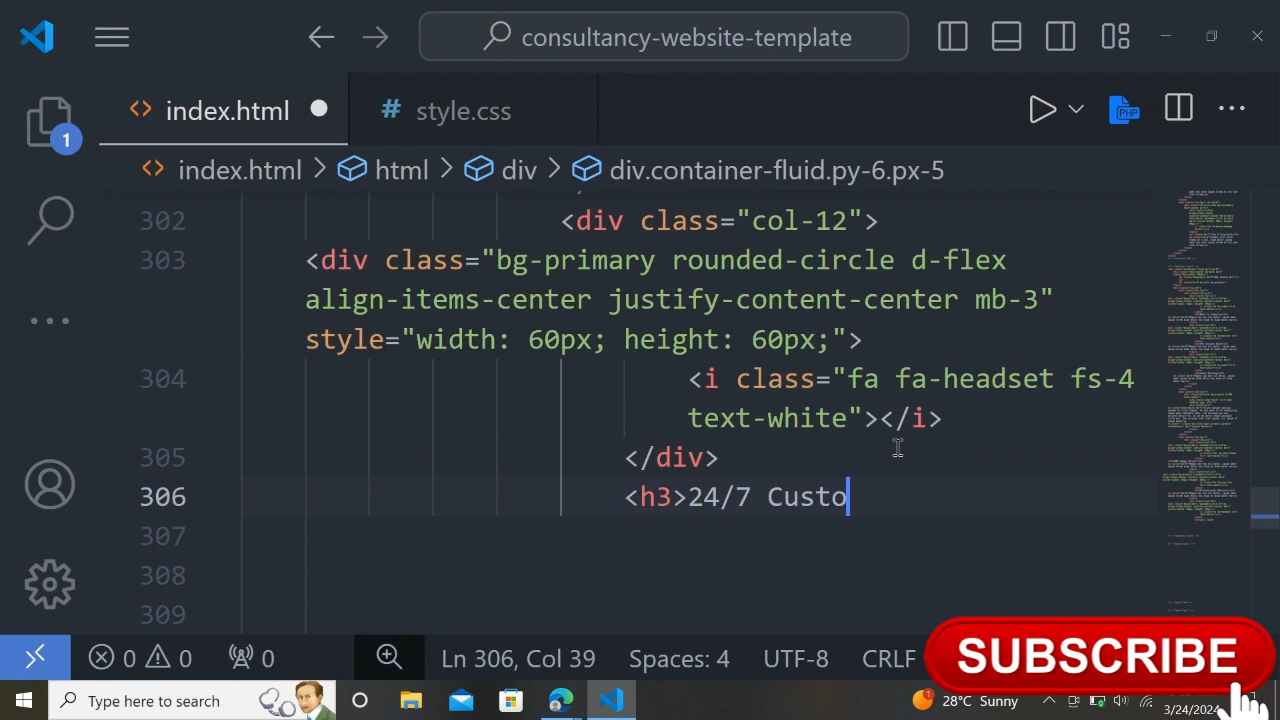 consultancy-website-template
index.html
# style.css
PHP
1
index.html > html > div > div.container-fluid.py-6.px-5
302 <div class="col-12">
303 <div class="bg-primary rounded-circle d-flex
align-items-center justify-content-center mb-3"
style="width: 60px; height: 60px;">
304 <i class="fa fa-headset fs-4
text-white"></i>
305 </div>
306 <h3>24/7 Custo
307
308
309
0 0 0 Ln 306, Col 39 Spaces: 4 UTF-8 CRLF
SUBSCRIBE
Type here to search
28°C Sunny
3/24/2024